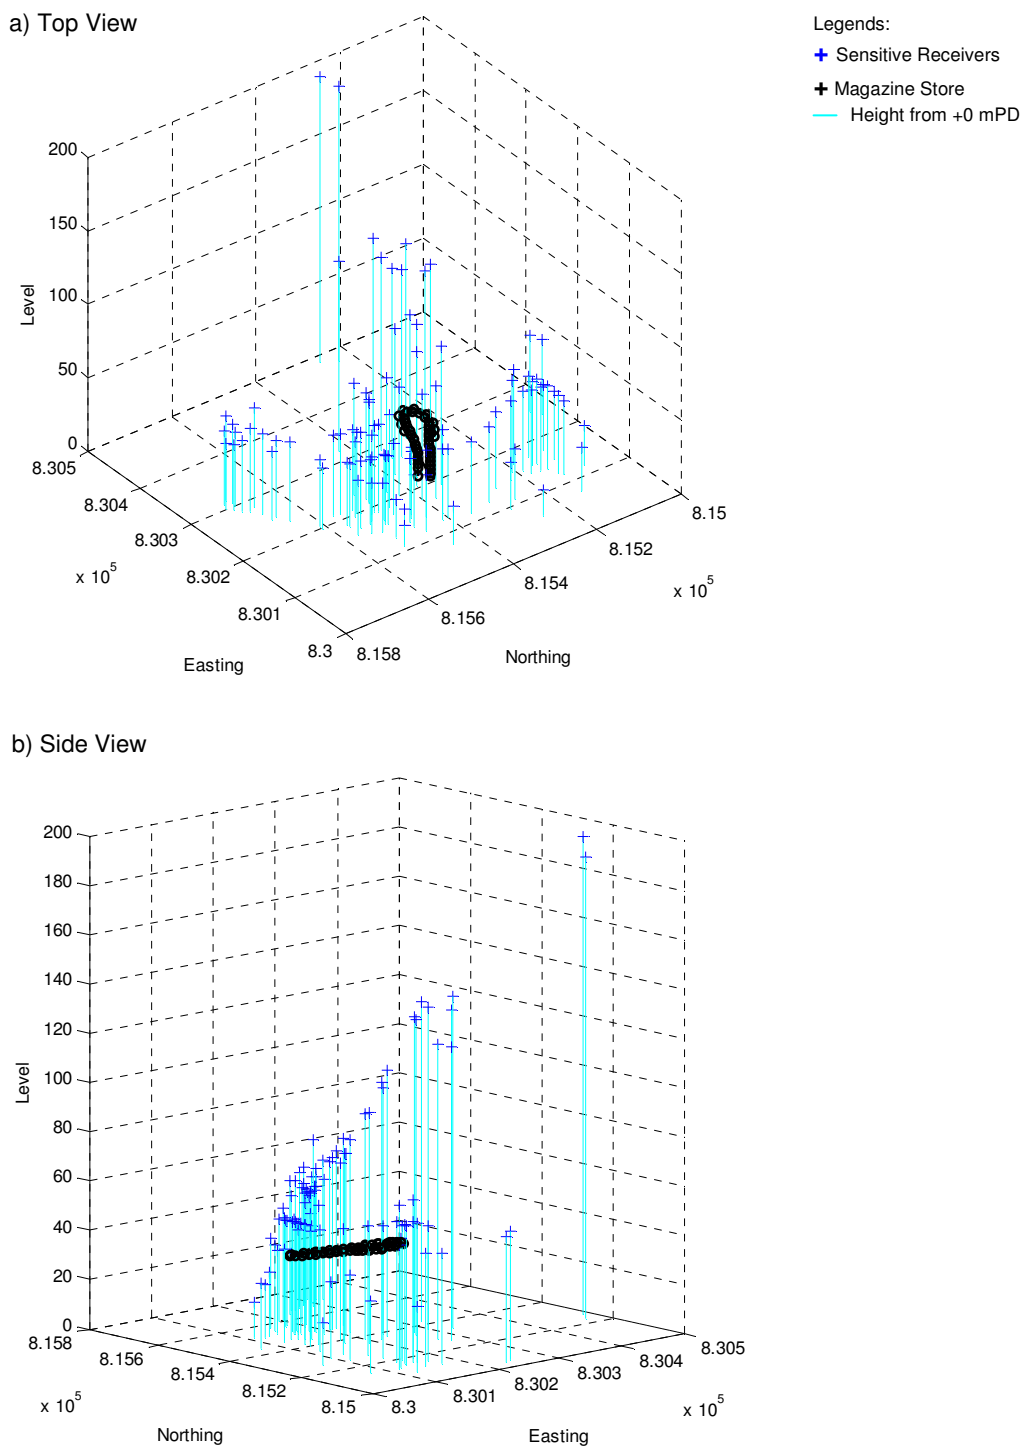 a) Top View
Legends:
+ Sensitive Receivers
+ Magazine Store
Height from +0 mPD
200
150
100
50
0
Level
8.305
8.304
8.303
8.302
8.301
8.3
x 10^5
Easting
8.158
8.156
8.154
8.152
8.15
x 10^5
Northing
b) Side View
200
180
160
140
120
100
80
60
40
20
0
Level
8.158
8.156
8.154
8.152
8.15
x 10^5
Northing
8.3
8.301
8.302
8.303
8.304
8.305
x 10^5
Easting